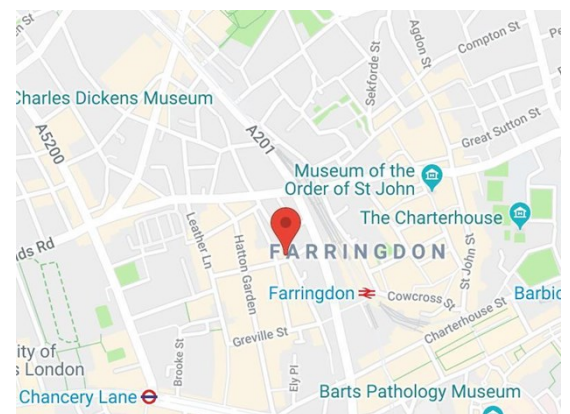 Compton St
Agdon St
Sekforde St
Charles Dickens Museum
A5200
A201
Great Sutton St
Museum of the
Order of St John
The Charterhouse
Leather Ln
Hatton Garden
FARRINGDON
St John St
ds Rd
Farringdon
Cowcross St
Barbic
Charterhouse St
Greville St
ity of
s London
Brooke St
Ely Pl
Chancery Lane
Barts Pathology Museum